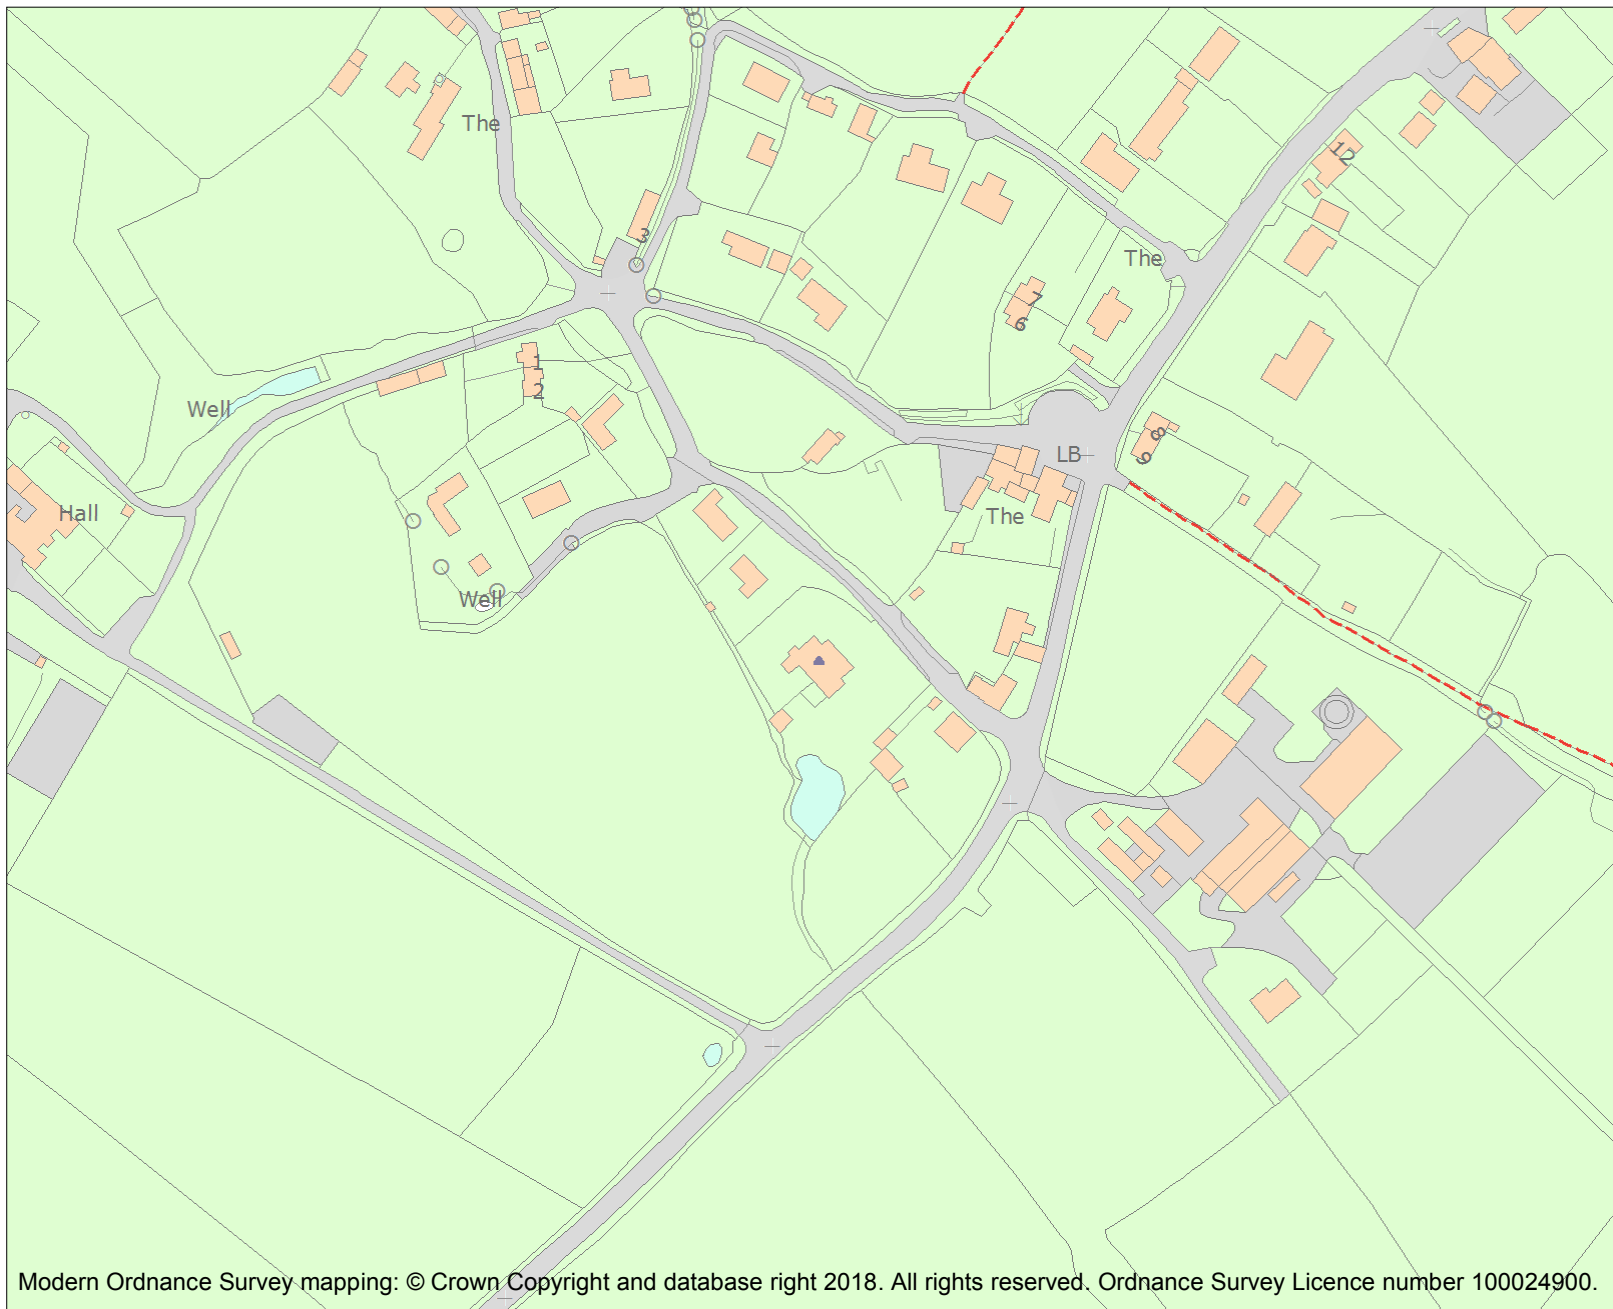 The
12
3
The
7
6
1
2
Well
8
9
LB
Hall
The
Well
Modern Ordnance Survey mapping: © Crown Copyright and database right 2018. All rights reserved. Ordnance Survey Licence number 100024900.